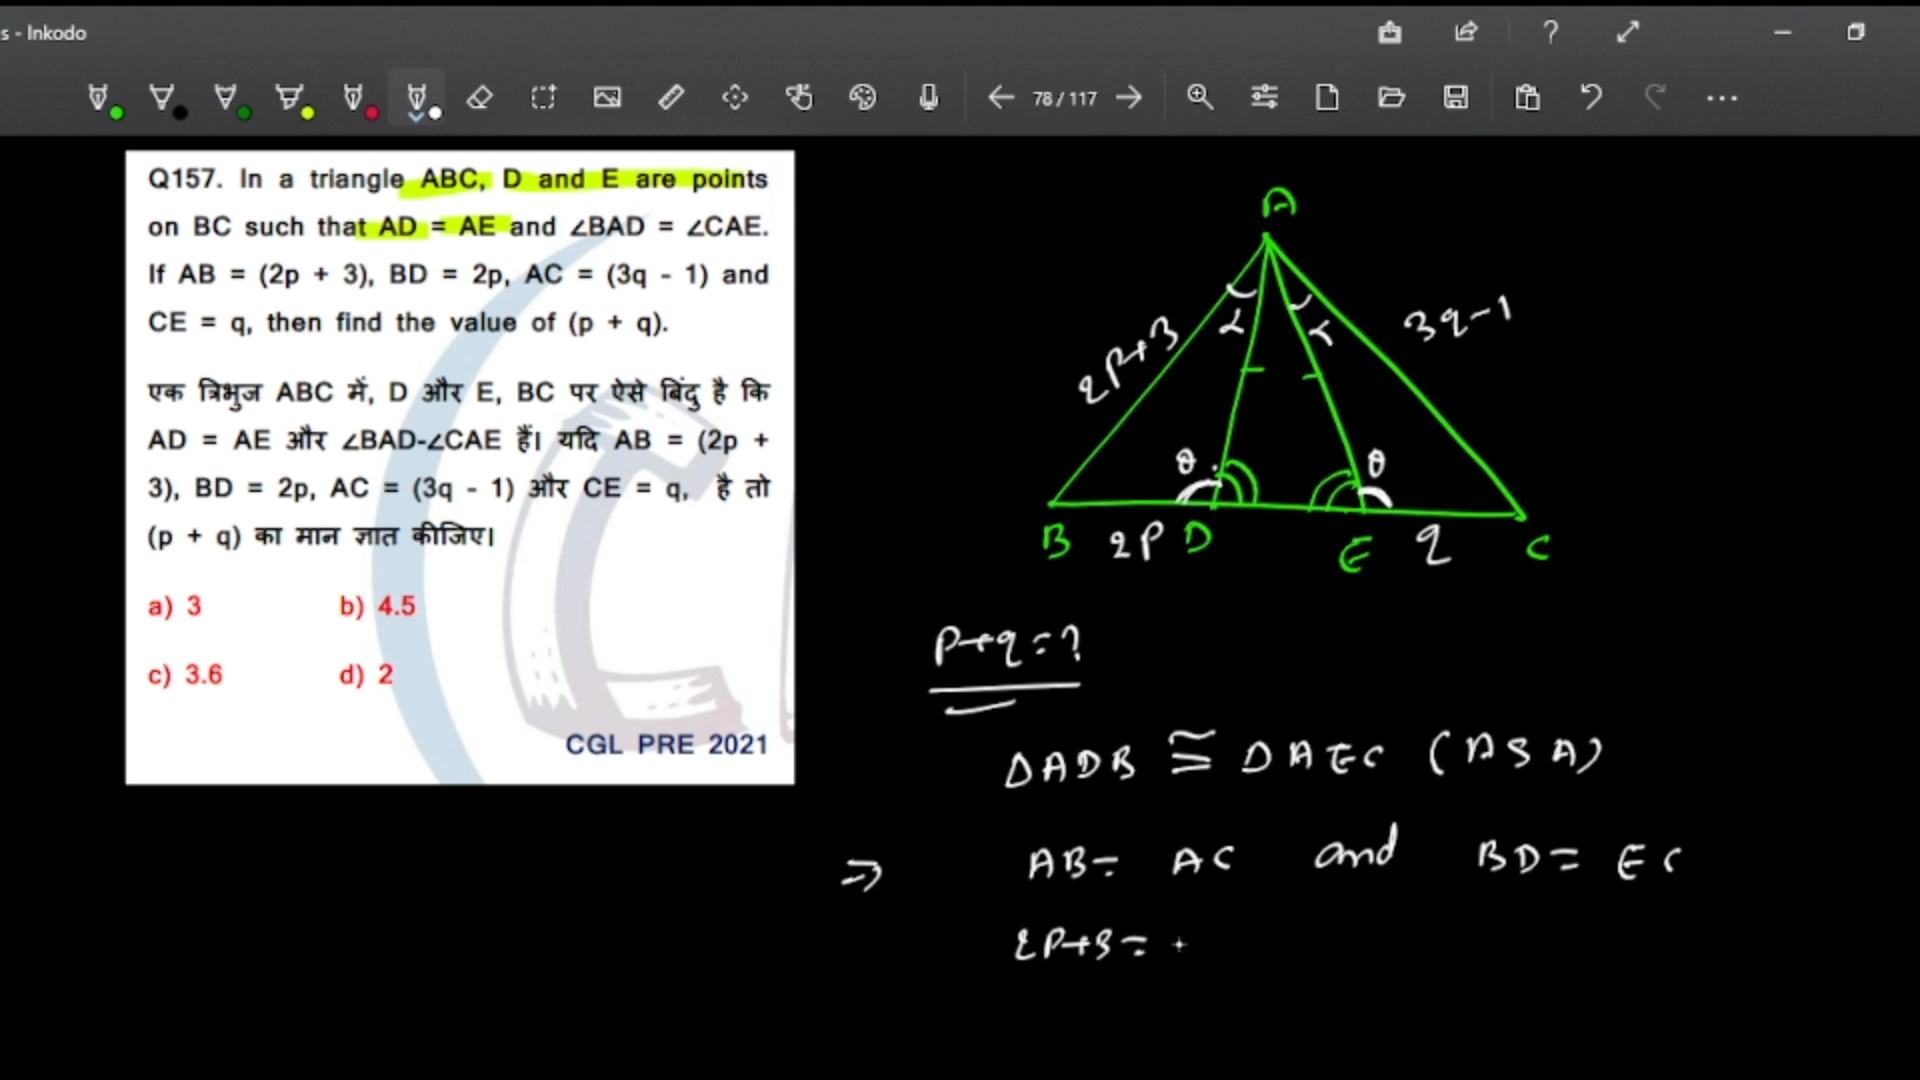 s - Inkodo
78 / 117
Q157. In a triangle ABC, D and E are points
on BC such that AD = AE and ∠BAD = ∠CAE.
If AB = (2p + 3), BD = 2p, AC = (3q - 1) and
CE = q, then find the value of (p + q).
एक त्रिभुज ABC में, D और E, BC पर ऐसे बिंदु है कि
AD = AE और ∠BAD-∠CAE हैं। यदि AB = (2p +
3), BD = 2p, AC = (3q - 1) और CE = q, है तो
(p + q) का मान ज्ञात कीजिए।
a) 3 b) 4.5
c) 3.6 d) 2
CGL PRE 2021
A
2P+3
α α
3q-1
θ θ
B 2P D E q C
P+q=?
ΔADB ≅ ΔAEC (ASA)
⇒ AB= AC and BD= EC
2P+3=